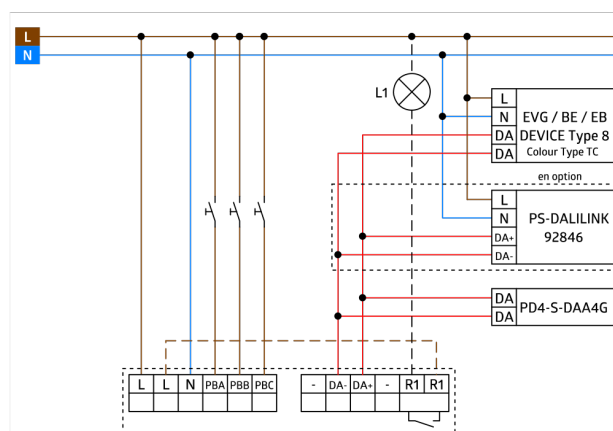 L
N
L1
L
N
DA
DA
EVG / BE / EB
DEVICE Type 8
Colour Type TC
en option
L
N
DA+
DA-
PS-DALILINK
92846
DA
DA
PD4-S-DAA4G
L L N PBA PBB PBC - DA- DA+ - R1 R1